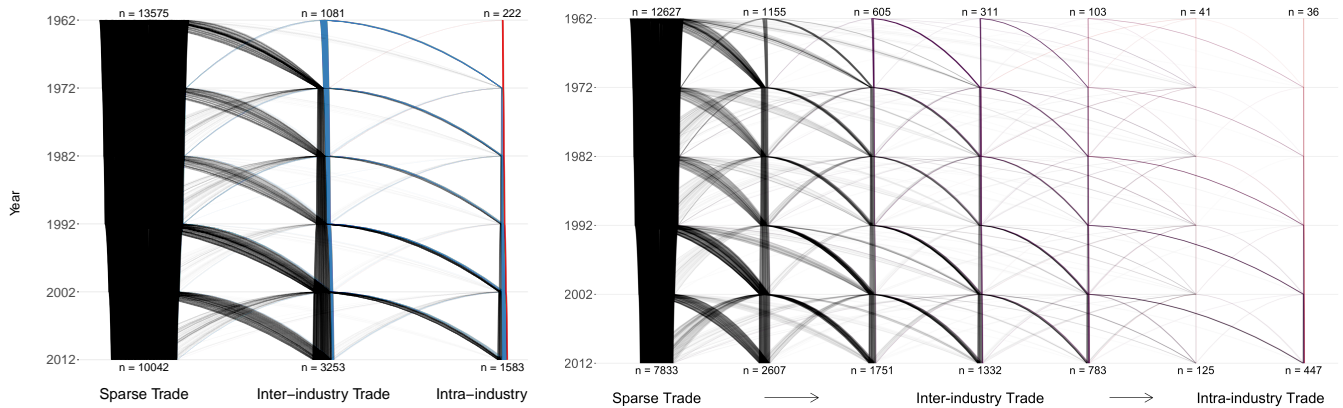 n = 13575 n = 1081 n = 222
1962
1972
1982
1992
2002
2012
Year
n = 10042 n = 3253 n = 1583
Sparse Trade Inter−industry Trade Intra−industry
n = 12627 n = 1155 n = 605 n = 311 n = 103 n = 41 n = 36
1962
1972
1982
1992
2002
2012
n = 7833 n = 2607 n = 1751 n = 1332 n = 783 n = 125 n = 447
Sparse Trade Inter-industry Trade Intra-industry Trade